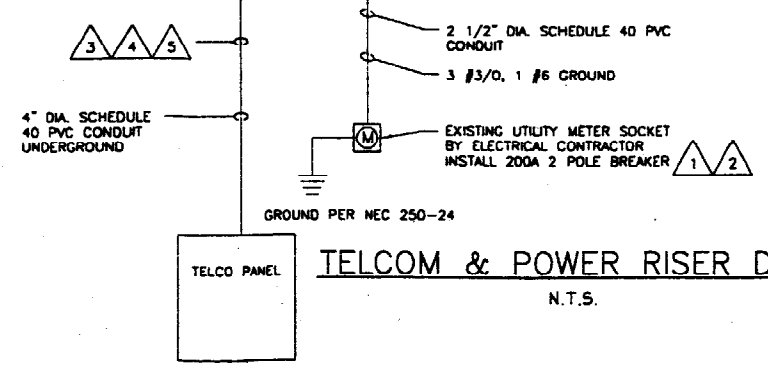 2 1/2" DIA. SCHEDULE 40 PVC
CONDUIT
3 4 5
3 #3/0, 1 #6 GROUND
4" DIA. SCHEDULE
40 PVC CONDUIT
UNDERGROUND
M
EXISTING UTILITY METER SOCKET
BY ELECTRICAL CONTRACTOR
INSTALL 200A 2 POLE BREAKER
1 2
GROUND PER NEC 250-24
TELCO PANEL
TELCOM & POWER RISER D
N.T.S.